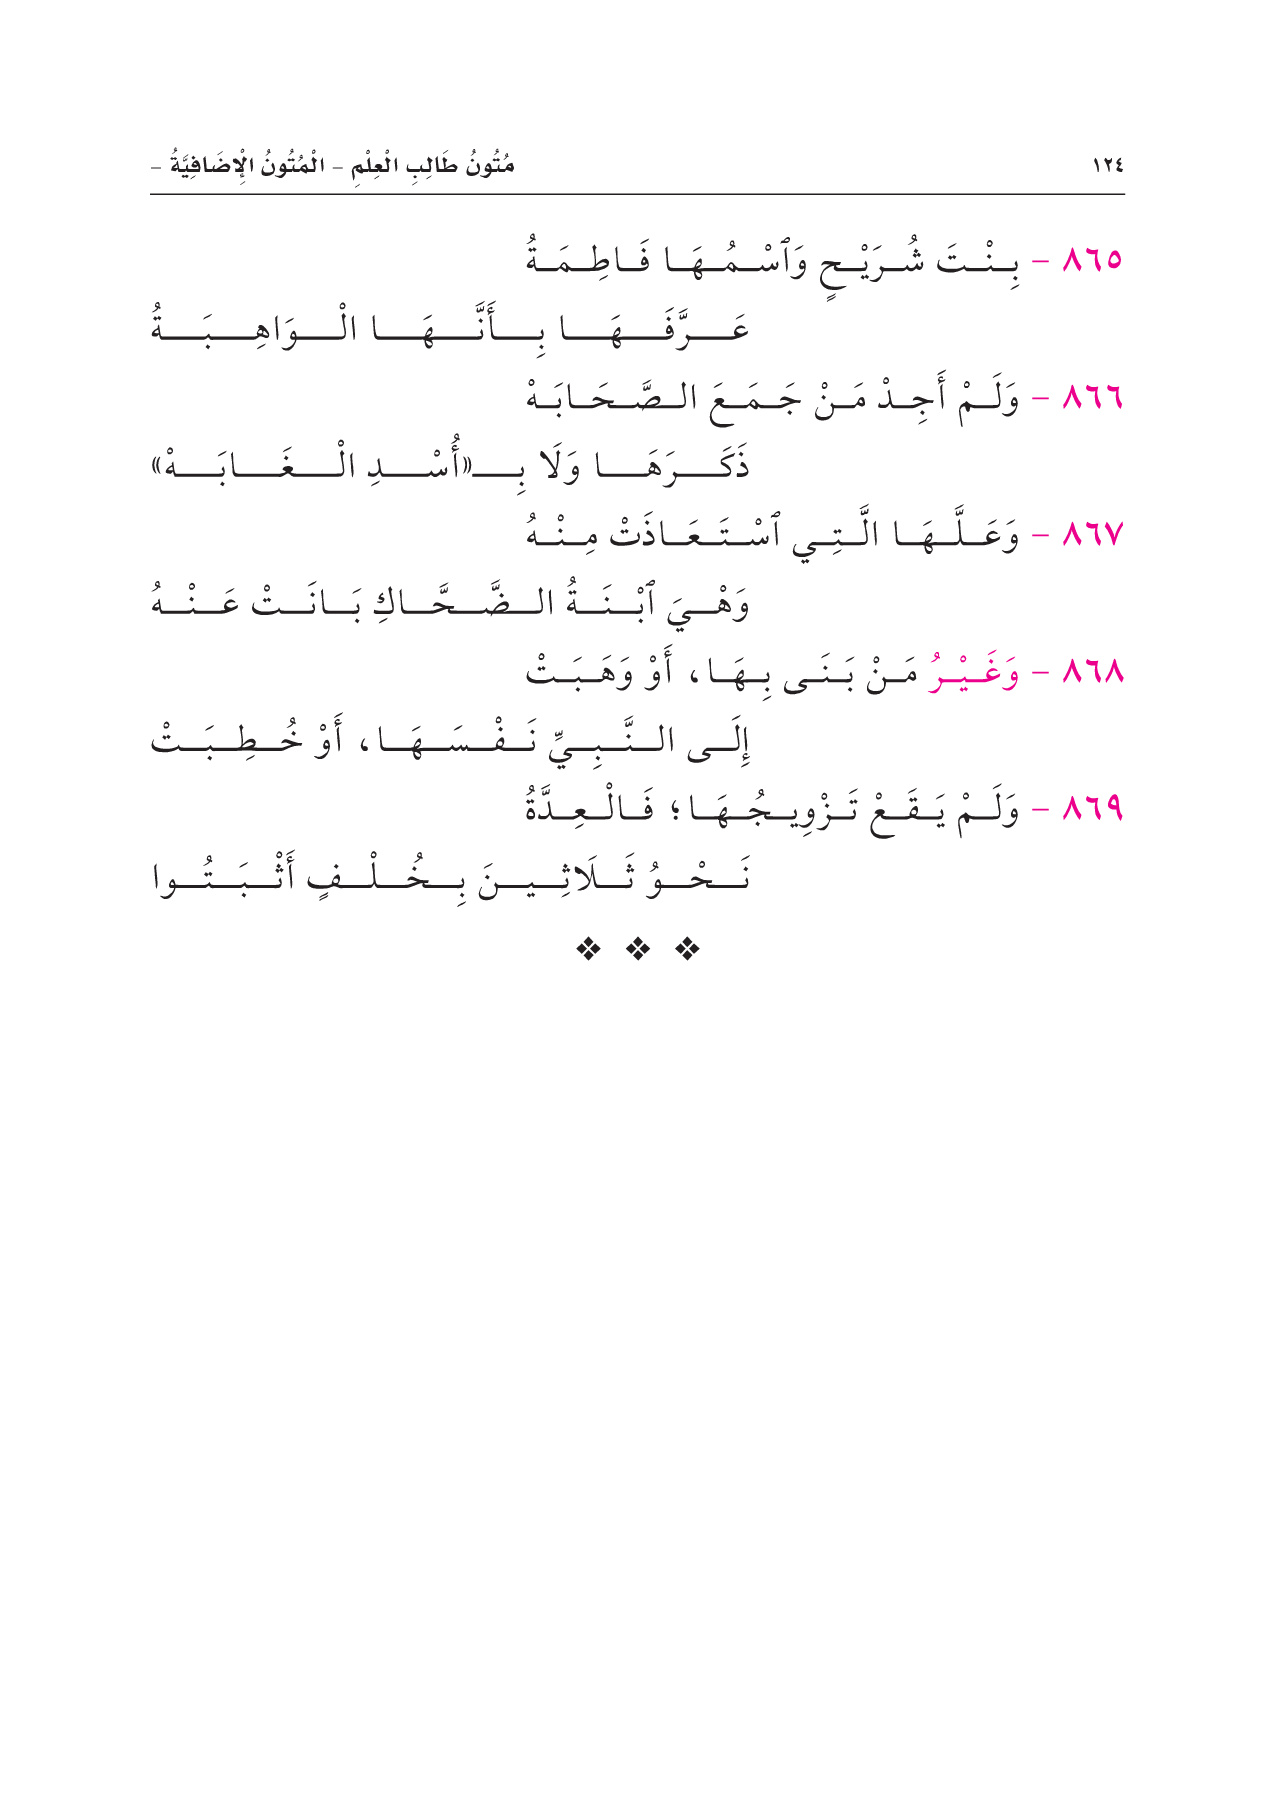 ١٢٤ مُتُونُ طَالِبِ الْعِلْمِ – الْمُتُونُ الْإِضَافِيَّةُ –
٨٦٥ – بِنْتَ شُرَيْحٍ وَٱسْمُهَا فَاطِمَةُ
عَرَّفَهَا بِأَنَّهَا الْوَاهِبَةُ
٨٦٦ – وَلَمْ أَجِدْ مَنْ جَمَعَ الصَّحَابَهْ
ذَكَرَهَا وَلَا بِـ«أُسْدِ الْغَابَهْ»
٨٦٧ – وَعَلَّهَا الَّتِي ٱسْتَعَاذَتْ مِنْهُ
وَهْيَ ٱبْنَةُ الضَّحَّاكِ بَانَتْ عَنْهُ
٨٦٨ – وَغَيْرُ مَنْ بَنَى بِهَا، أَوْ وَهَبَتْ
إِلَى النَّبِيِّ نَفْسَهَا، أَوْ خُطِبَتْ
٨٦٩ – وَلَمْ يَقَعْ تَزْوِيجُهَا؛ فَالْعِدَّةُ
نَحْوُ ثَلَاثِينَ بِخُلْفٍ أَثْبَتُوا